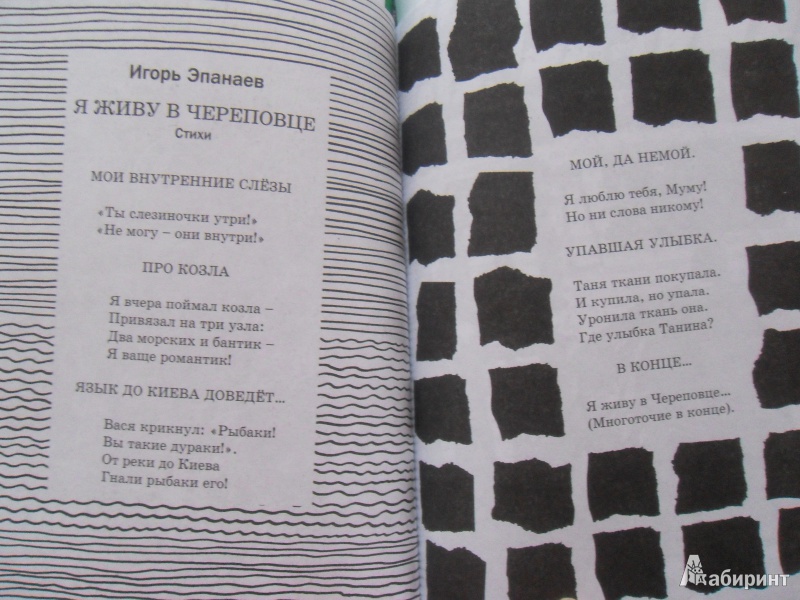 Игорь Эпанаев
Я ЖИВУ В ЧЕРЕПОВЦЕ
Стихи
МОИ ВНУТРЕННИЕ СЛЁЗЫ
«Ты слезиночки утри!»
«Не могу – они внутри!»
ПРО КОЗЛА
Я вчера поймал козла –
Привязал на три узла:
Два морских и бантик –
Я ваще романтик!
ЯЗЫК ДО КИЕВА ДОВЕДЁТ...
Вася крикнул: «Рыбаки!
Вы такие дураки!».
От реки до Киева
Гнали рыбаки его!
МОЙ, ДА НЕМОЙ.
Я люблю тебя, Муму!
Но ни слова никому!
УПАВШАЯ УЛЫБКА.
Таня ткани покупала.
И купила, но упала.
Уронила ткань она.
Где улыбка Танина?
В КОНЦЕ...
Я живу в Череповце...
(Многоточие в конце).
Лабиринт